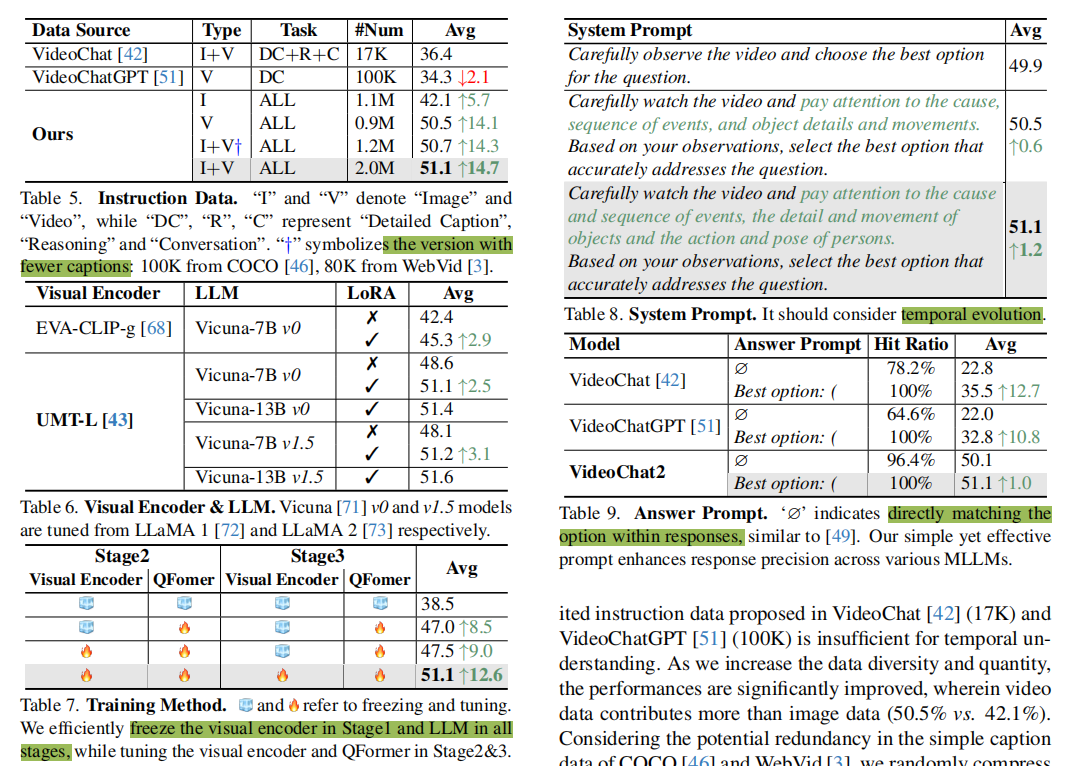 Data Source Type Task #Num Avg
VideoChat [42] I+V DC+R+C 17K 36.4
VideoChatGPT [51] V DC 100K 34.3 ↓2.1
Ours
I ALL 1.1M 42.1 ↑5.7
V ALL 0.9M 50.5 ↑14.1
I+V† ALL 1.2M 50.7 ↑14.3
I+V ALL 2.0M 51.1 ↑14.7
Table 5. Instruction Data. “I” and “V” denote “Image” and
“Video”, while “DC”, “R”, “C” represent “Detailed Caption”,
“Reasoning” and “Conversation”. “†” symbolizes the version with
fewer captions: 100K from COCO [46], 80K from WebVid [3].
Visual Encoder LLM LoRA Avg
EVA-CLIP-g [68] Vicuna-7B v0
✗ 42.4
✓ 45.3 ↑2.9
UMT-L [43]
Vicuna-7B v0
✗ 48.6
✓ 51.1 ↑2.5
Vicuna-13B v0 ✓ 51.4
Vicuna-7B v1.5
✗ 48.1
✓ 51.2 ↑3.1
Vicuna-13B v1.5 ✓ 51.6
Table 6. Visual Encoder & LLM. Vicuna [71] v0 and v1.5 models
are tuned from LLaMA 1 [72] and LLaMA 2 [73] respectively.
Stage2 Stage3 Avg
Visual Encoder QFomer Visual Encoder QFomer
38.5
47.0 ↑8.5
47.5 ↑9.0
51.1 ↑12.6
Table 7. Training Method. 🧊 and 🔥 refer to freezing and tuning.
We efficiently freeze the visual encoder in Stage1 and LLM in all
stages, while tuning the visual encoder and QFormer in Stage2&3.
System Prompt Avg
Carefully observe the video and choose the best option
for the question.
49.9
Carefully watch the video and pay attention to the cause,
sequence of events, and object details and movements.
Based on your observations, select the best option that
accurately addresses the question.
50.5
↑0.6
Carefully watch the video and pay attention to the cause
and sequence of events, the detail and movement of
objects and the action and pose of persons.
Based on your observations, select the best option that
accurately addresses the question.
51.1
↑1.2
Table 8. System Prompt. It should consider temporal evolution.
Model Answer Prompt Hit Ratio Avg
VideoChat [42]
∅ 78.2% 22.8
Best option: ( 100% 35.5 ↑12.7
VideoChatGPT [51]
∅ 64.6% 22.0
Best option: ( 100% 32.8 ↑10.8
VideoChat2
∅ 96.4% 50.1
Best option: ( 100% 51.1 ↑1.0
Table 9. Answer Prompt. ‘∅’ indicates directly matching the
option within responses, similar to [49]. Our simple yet effective
prompt enhances response precision across various MLLMs.
ited instruction data proposed in VideoChat [42] (17K) and
VideoChatGPT [51] (100K) is insufficient for temporal un-
derstanding. As we increase the data diversity and quantity,
the performances are significantly improved, wherein video
data contributes more than image data (50.5% vs. 42.1%).
Considering the potential redundancy in the simple caption
data of COCO [46] and WebVid [3], we randomly compress